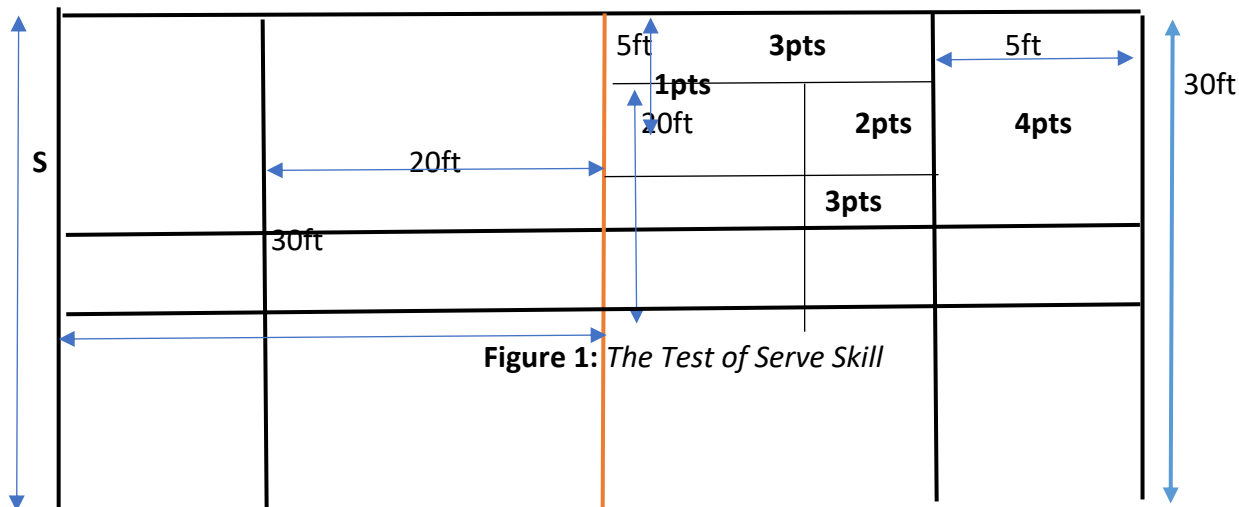 5ft 3pts 5ft
1pts 30ft
20ft 2pts 4pts
S 20ft
3pts
30ft
Figure 1: The Test of Serve Skill